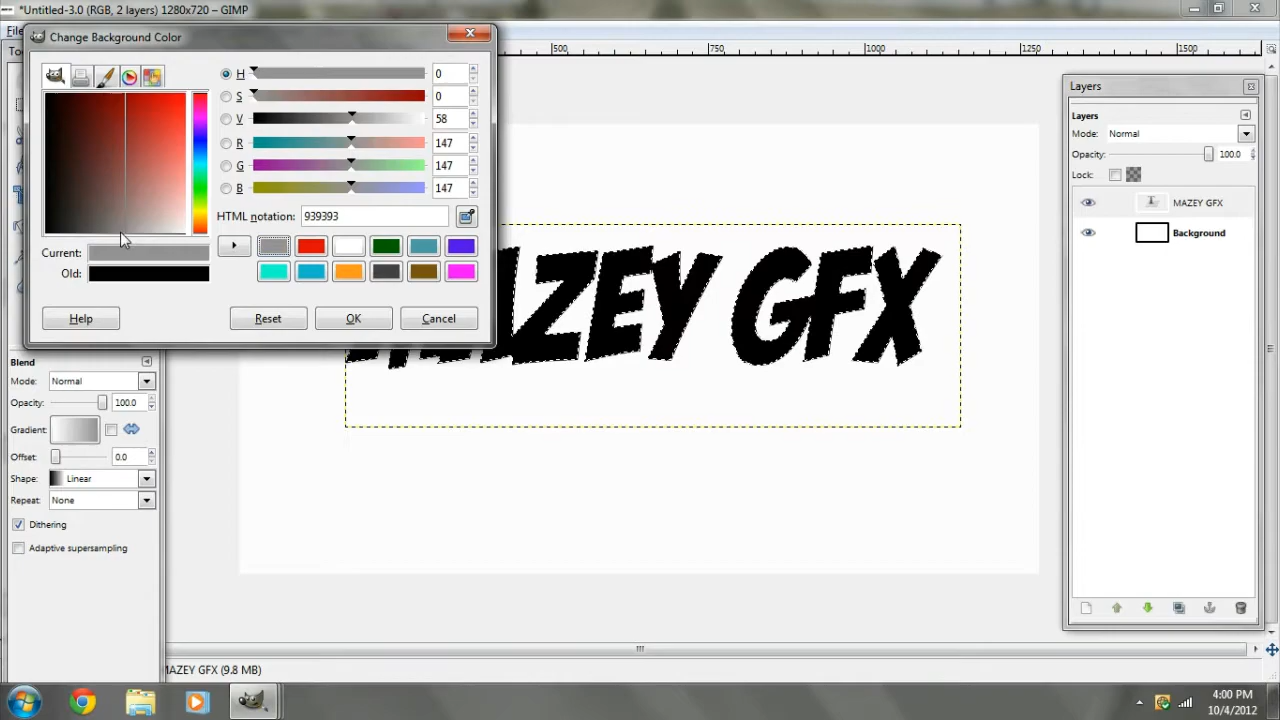 *Untitled-3.0 (RGB, 2 layers) 1280x720 – GIMP
File
Change Background Color
H 0
S 0
V 58
R 147
G 147
B 147
HTML notation: 939393
Current:
Old:
Help Reset OK Cancel
500 750 1000 1250 1500
Layers
Mode: Normal
Opacity: 100.0
Lock:
MAZEY GFX
Background
MAZEY GFX
Blend
Mode: Normal
Opacity: 100.0
Gradient:
Offset: 0.0
Shape: Linear
Repeat: None
Dithering
Adaptive supersampling
MAZEY GFX (9.8 MB)
4:00 PM
10/4/2012